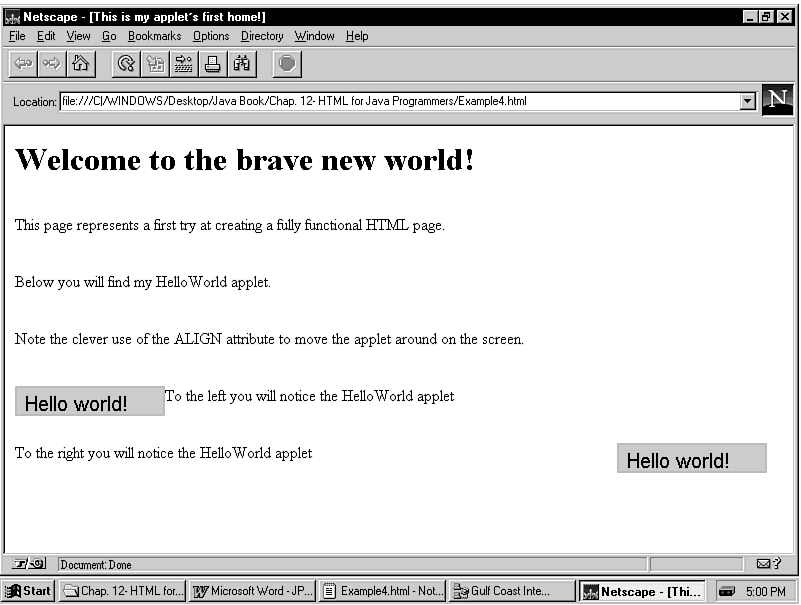 Netscape - [This is my applet´s first home!]
File Edit View Go Bookmarks Options Directory Window Help
Location: file:///C|/WINDOWS/Desktop/Java Book/Chap. 12- HTML for Java Programmers/Example4.html
N
Welcome to the brave new world!
This page represents a first try at creating a fully functional HTML page.
Below you will find my HelloWorld applet.
Note the clever use of the ALIGN attribute to move the applet around on the screen.
Hello world! To the left you will notice the HelloWorld applet
To the right you will notice the HelloWorld applet Hello world!
Document: Done
Start Chap. 12- HTML for... Microsoft Word - JP... Example4.html - Not... Gulf Coast Inte... Netscape - [Thi... 5:00 PM